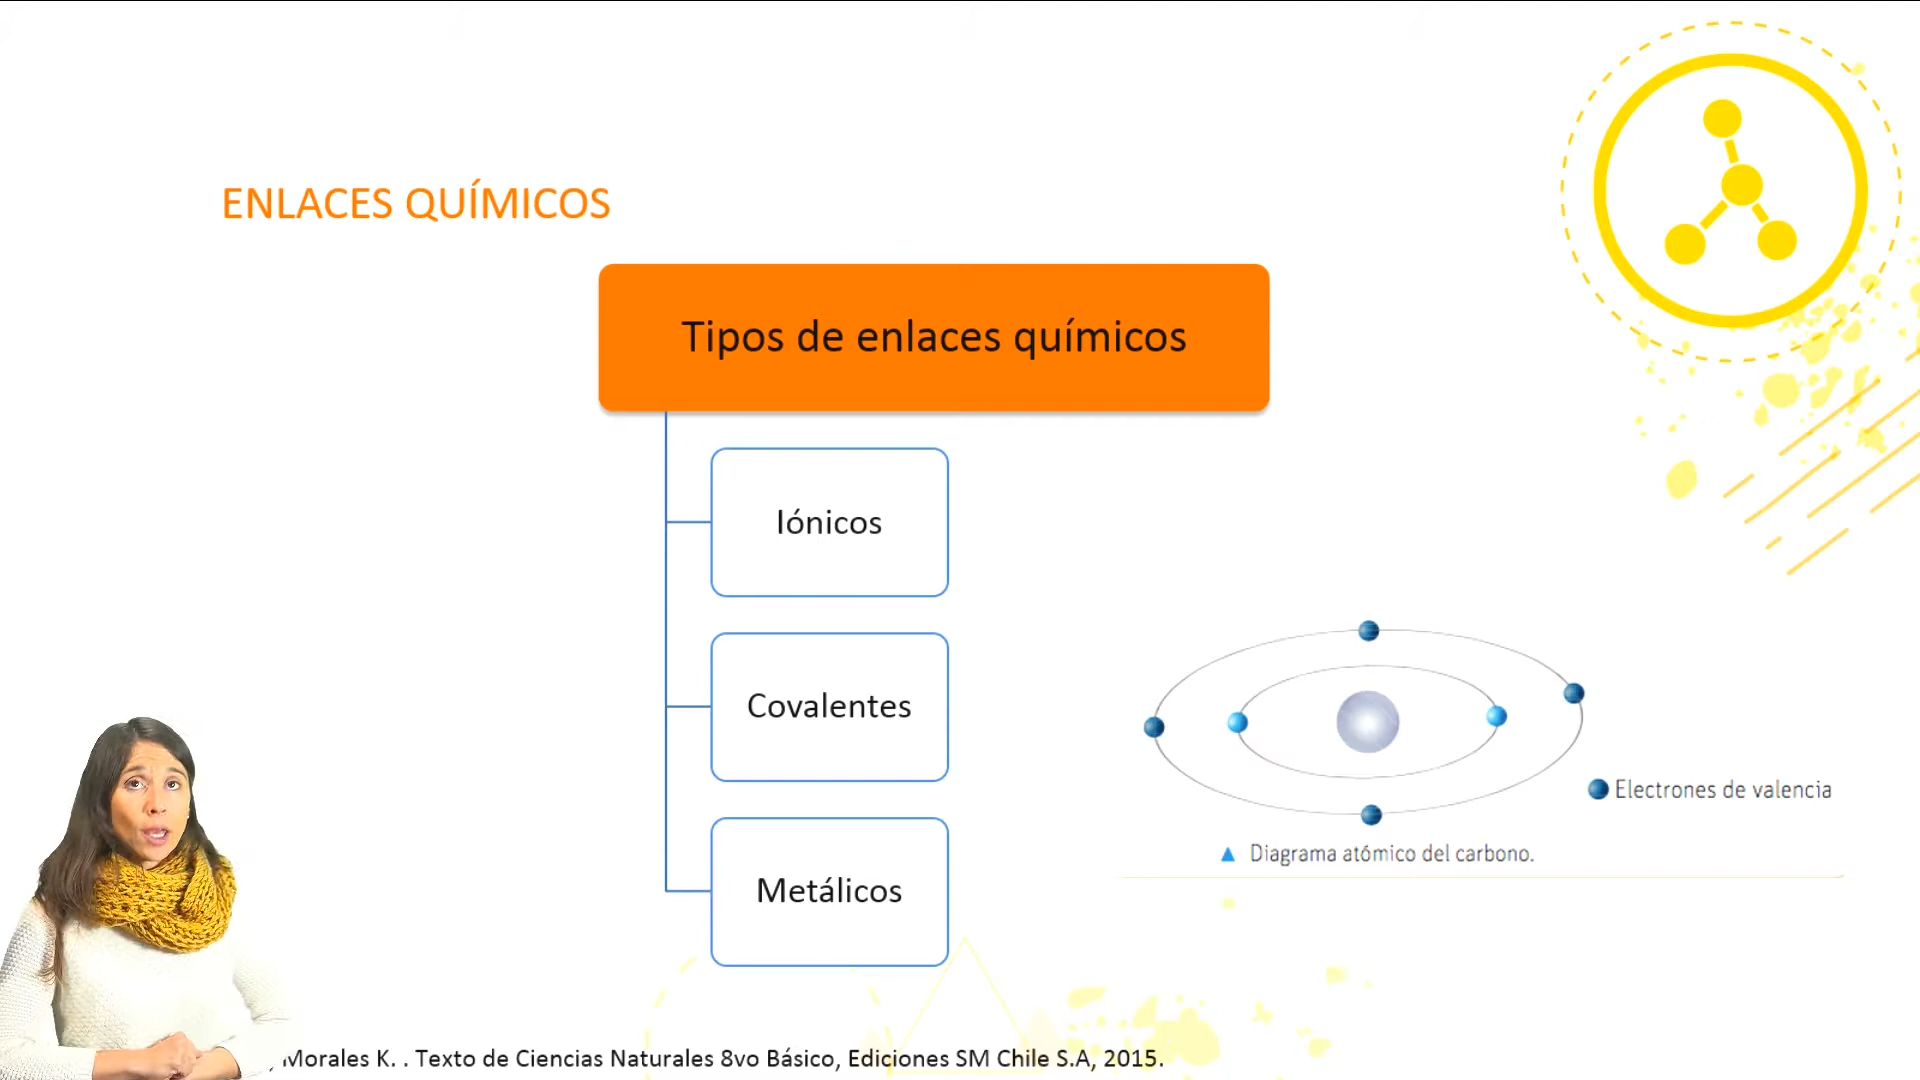 ENLACES QUÍMICOS
Tipos de enlaces químicos
Iónicos
Covalentes
Metálicos
Electrones de valencia
Diagrama atómico del carbono.
, Morales K. . Texto de Ciencias Naturales 8vo Básico, Ediciones SM Chile S.A, 2015.